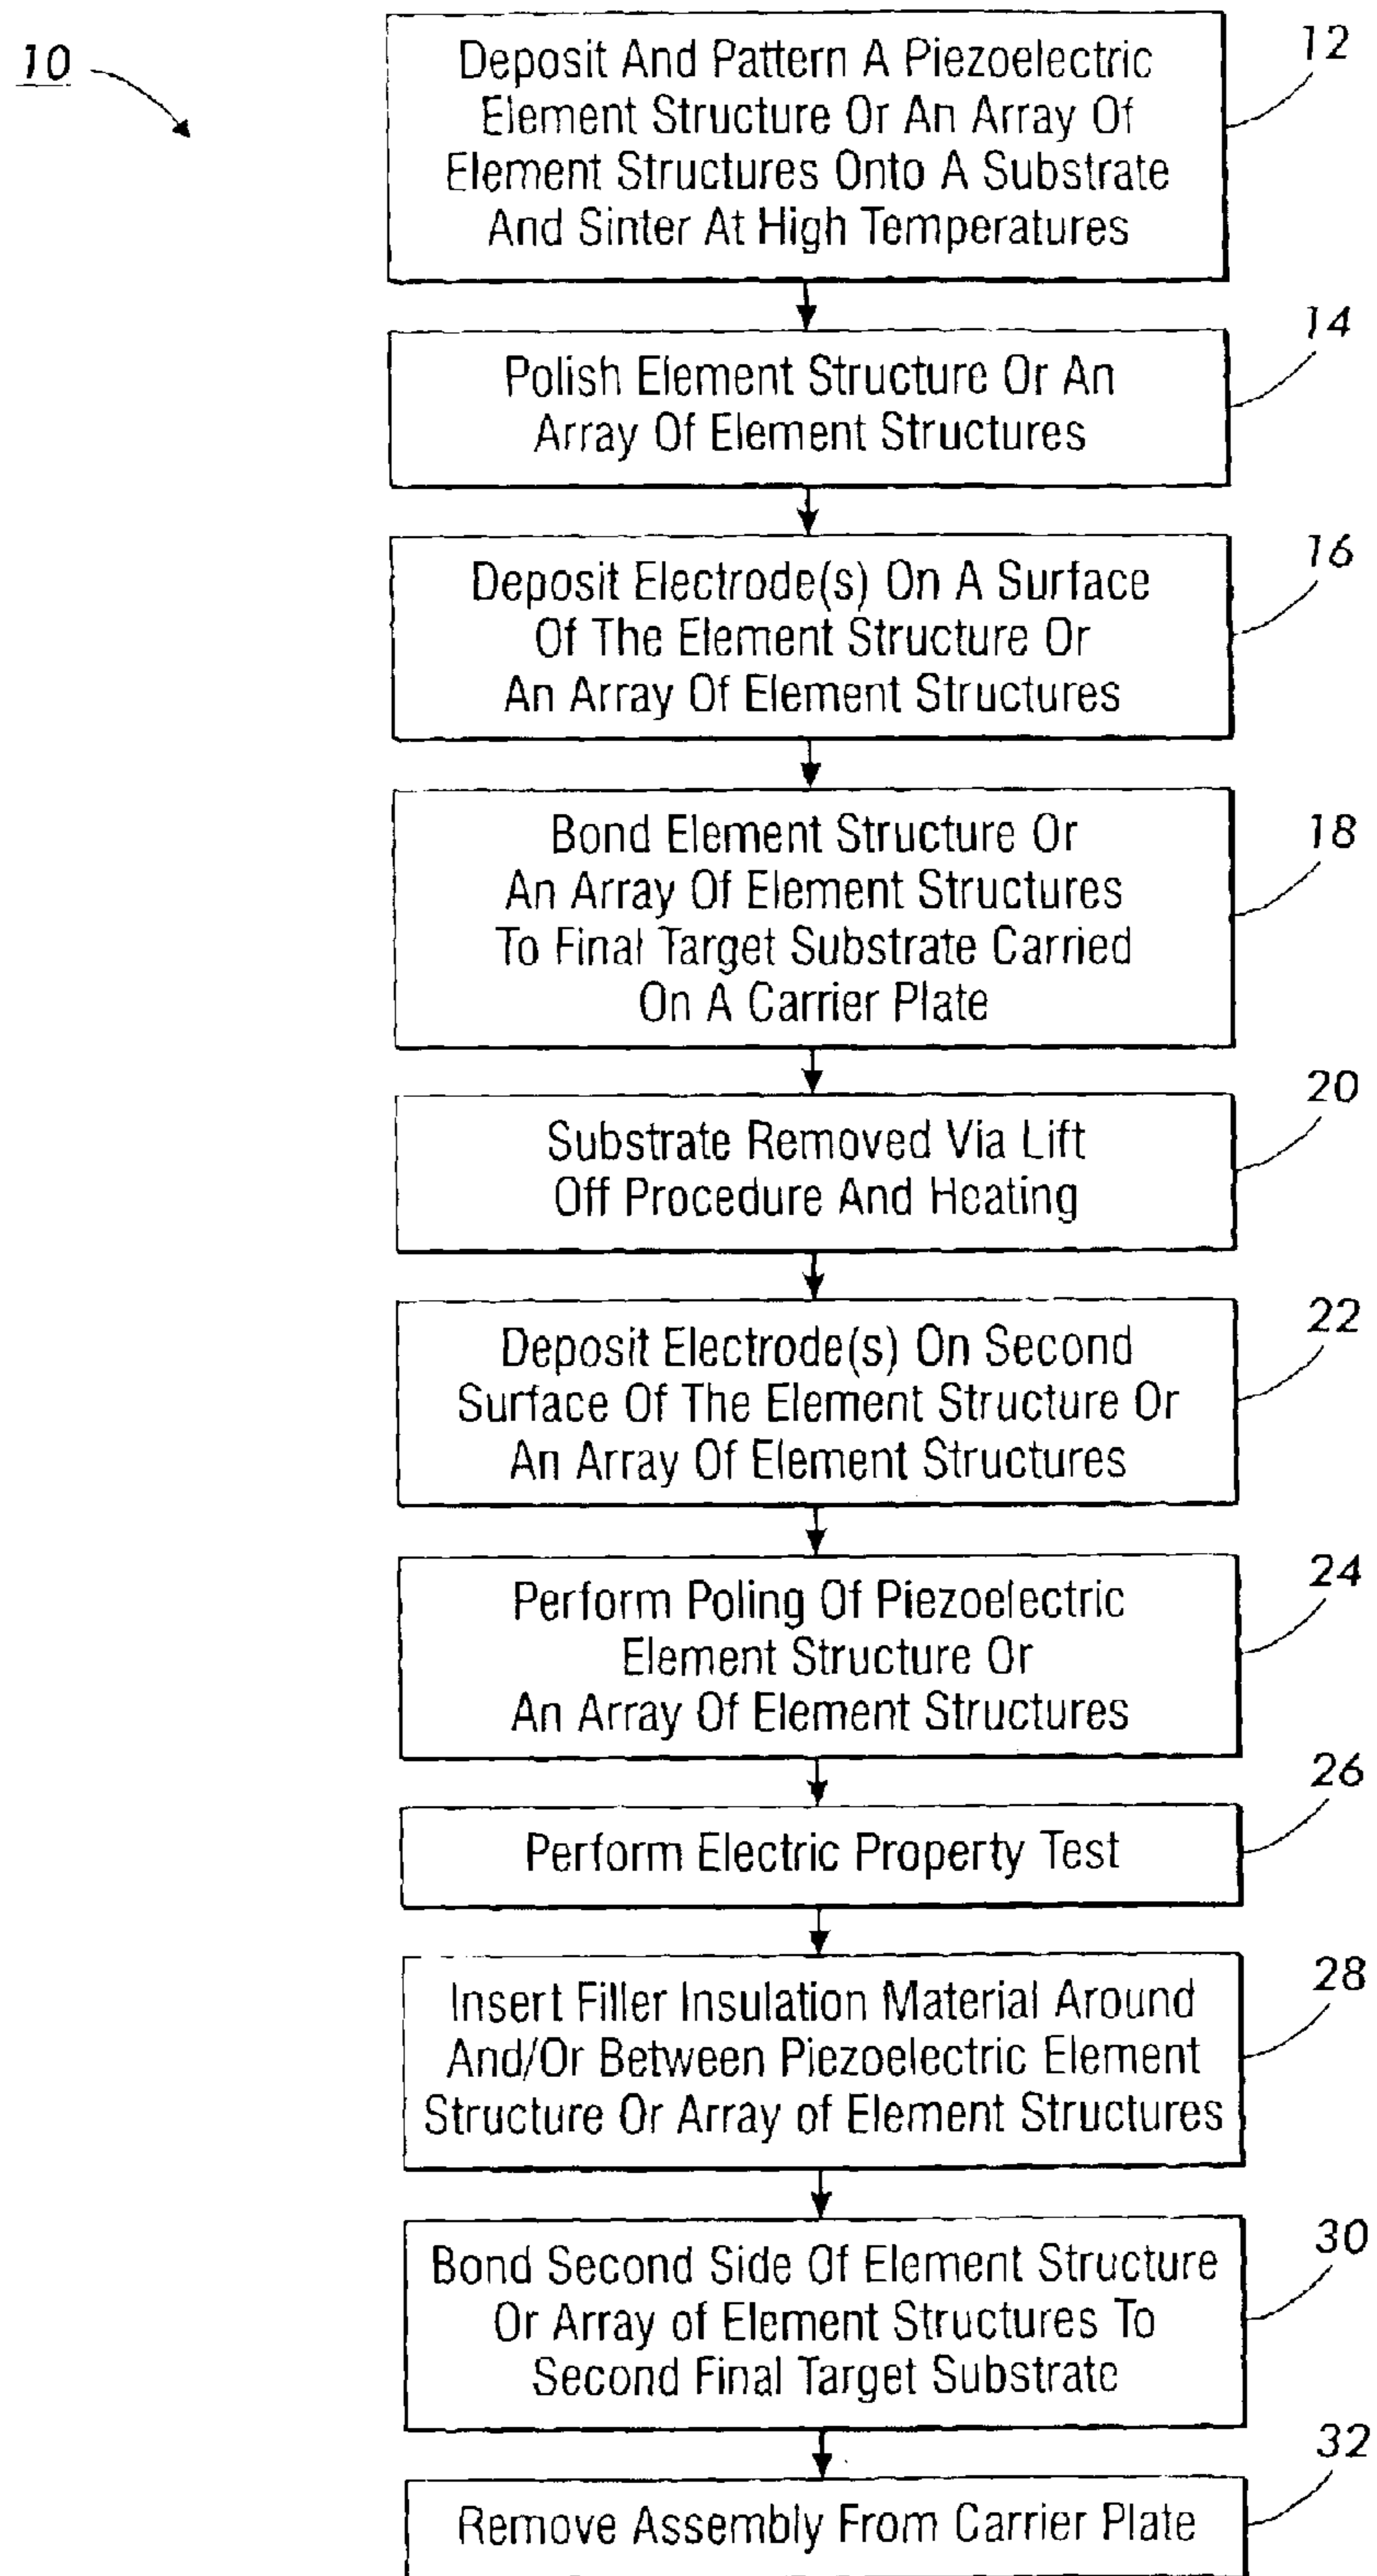 10
Deposit And Pattern A Piezoelectric
Element Structure Or An Array Of
Element Structures Onto A Substrate
And Sinter At High Temperatures
12
Polish Element Structure Or An
Array Of Element Structures
14
Deposit Electrode(s) On A Surface
Of The Element Structure Or
An Array Of Element Structures
16
Bond Element Structure Or
An Array Of Element Structures
To Final Target Substrate Carried
On A Carrier Plate
18
Substrate Removed Via Lift
Off Procedure And Heating
20
Deposit Electrode(s) On Second
Surface Of The Element Structure Or
An Array Of Element Structures
22
Perform Poling Of Piezoelectric
Element Structure Or
An Array Of Element Structures
24
Perform Electric Property Test
26
Insert Filler Insulation Material Around
And/Or Between Piezoelectric Element
Structure Or Array of Element Structures
28
Bond Second Side Of Element Structure
Or Array of Element Structures To
Second Final Target Substrate
30
Remove Assembly From Carrier Plate
32